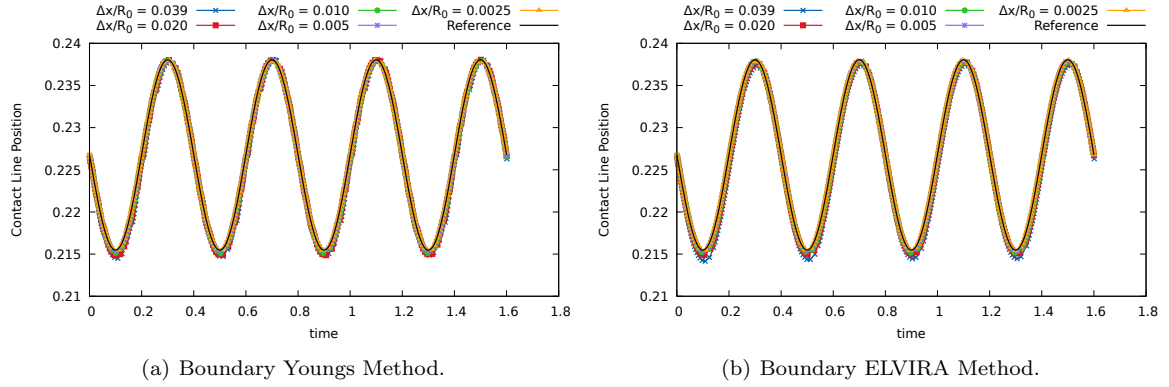 Δx/R₀ = 0.039 Δx/R₀ = 0.010 Δx/R₀ = 0.0025
Δx/R₀ = 0.020 Δx/R₀ = 0.005 Reference
0.24
0.235
0.23
0.225
0.22
0.215
0.21
Contact Line Position
0 0.2 0.4 0.6 0.8 1 1.2 1.4 1.6 1.8
time
(a) Boundary Youngs Method.
Δx/R₀ = 0.039 Δx/R₀ = 0.010 Δx/R₀ = 0.0025
Δx/R₀ = 0.020 Δx/R₀ = 0.005 Reference
0.24
0.235
0.23
0.225
0.22
0.215
0.21
Contact Line Position
0 0.2 0.4 0.6 0.8 1 1.2 1.4 1.6 1.8
time
(b) Boundary ELVIRA Method.